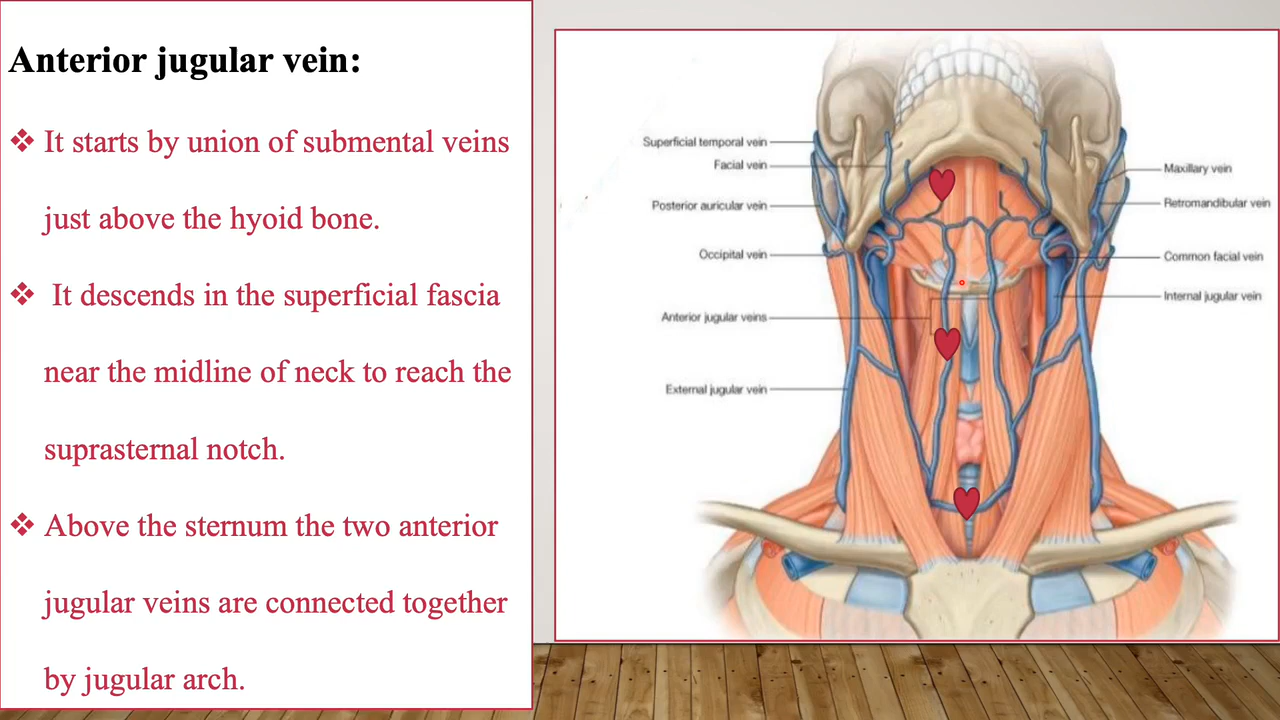 Anterior jugular vein:
❖ It starts by union of submental veins
just above the hyoid bone.
❖ It descends in the superficial fascia
near the midline of neck to reach the
suprasternal notch.
❖ Above the sternum the two anterior
jugular veins are connected together
by jugular arch.
Superficial temporal vein
Facial vein
Posterior auricular vein
Occipital vein
Anterior jugular veins
External jugular vein
Maxillary vein
Retromandibular vein
Common facial vein
Internal jugular vein